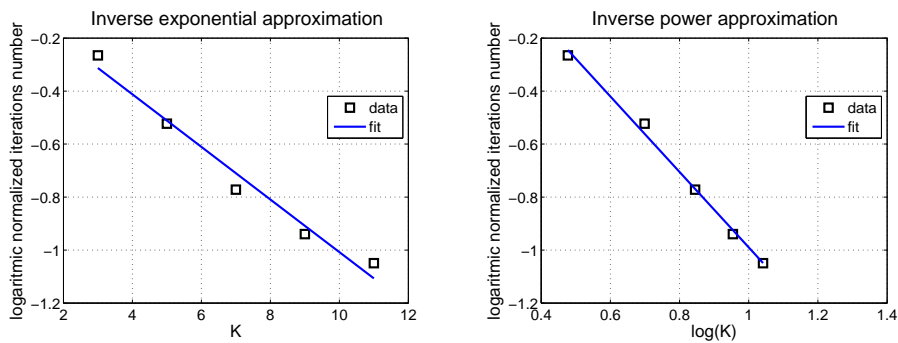 Inverse exponential approximation
logaritmic normalized iterations number
−0.2
−0.4
−0.6
−0.8
−1
−1.2
2
4
6
8
10
12
K
data
fit
Inverse power approximation
logaritmic normalized iterations number
−0.2
−0.4
−0.6
−0.8
−1
−1.2
0.4
0.6
0.8
1
1.2
1.4
log(K)
data
fit